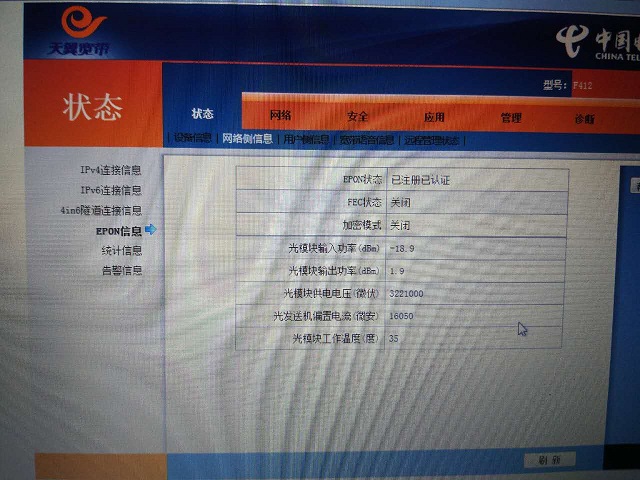 天翼宽带
中国
CHINA TEL
型号: F412
状态
状态 网络 安全 应用 管理 诊断
设备信息 | 网络侧信息 | 用户侧信息 | 宽带语音信息 | 远程管理状态 |
IPv4连接信息
IPv6连接信息
4in6隧道连接信息
EPON信息
统计信息
告警信息
EPON状态 已注册已认证
FEC状态 关闭
加密模式 关闭
光模块输入功率(dBm) -18.9
光模块输出功率(dBm) 1.9
光模块供电电压(微伏) 3221000
光发送机偏置电流(微安) 16050
光模块工作温度(度) 35
刷新